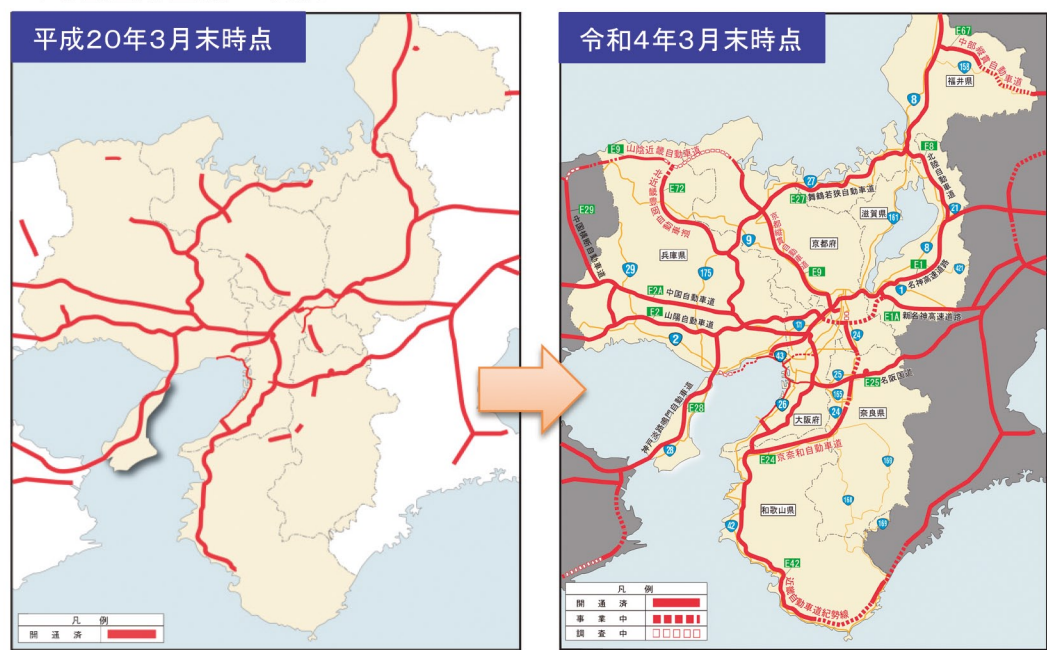 平成20年3月末時点
凡 例
開 通 済
令和4年3月末時点
E67
中部縦貫自動車道
158
福井県
8
E8
北陸自動車道
E9
山陰近畿自動車道
27
舞鶴若狭自動車道
E27
E72
北近畿豊岡自動車道
滋賀県
161
21
E29
中国横断自動車道
京都縦貫自動車道
9
京都府
兵庫県
8
29
175
E9
E1
421
名神高速道路
1
E2A
中国自動車道
E2
山陽自動車道
E1A
新名神高速道路
171
2
24
43
25
E25
名阪国道
165
26
24
神戸淡路鳴門自動車道
E28
大阪府
奈良県
28
E24
京奈和自動車道
169
168
和歌山県
42
169
E42
近畿自動車道紀勢線
凡 例
開 通 済
事 業 中
調 査 中